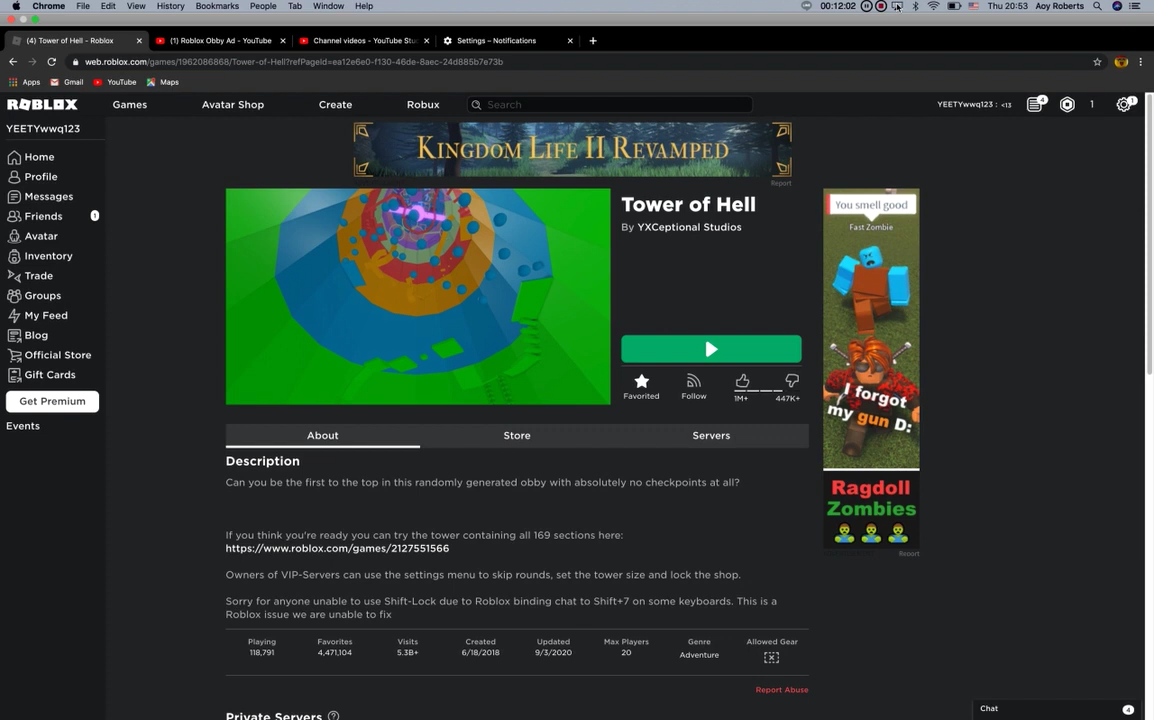 Chrome File Edit View History Bookmarks People Tab Window Help 00:12:02 Thu 20:53 Aoy Roberts
(4) Tower of Hell - Roblox (1) Roblox Obby Ad - YouTube Channel videos - YouTube Stu Settings – Notifications
web.roblox.com/games/1962086868/Tower-of-Hell?refPageId=ea12e6e0-f130-46de-8aec-24d885b7e73b
Apps Gmail YouTube Maps
ROBLOX Games Avatar Shop Create Robux Search YEETYwwq123 : <13 4 1 1
YEETYwwq123
Home
Profile
Messages
Friends 1
Avatar
Inventory
Trade
Groups
My Feed
Blog
Official Store
Gift Cards
Get Premium
Events
KINGDOM LIFE II REVAMPED
Report
Tower of Hell
By YXCeptional Studios
Favorited Follow 1M+ 447K+
You smell good
Fast Zombie
I forgot
my gun D:
Ragdoll
Zombies
Report
About Store Servers
Description
Can you be the first to the top in this randomly generated obby with absolutely no checkpoints at all?
If you think you're ready you can try the tower containing all 169 sections here:
https://www.roblox.com/games/2127551566
Owners of VIP-Servers can use the settings menu to skip rounds, set the tower size and lock the shop.
Sorry for anyone unable to use Shift-Lock due to Roblox binding chat to Shift+7 on some keyboards. This is a
Roblox issue we are unable to fix
Playing Favorites Visits Created Updated Max Players Genre Allowed Gear
118,791 4,471,104 5.3B+ 6/18/2018 9/3/2020 20 Adventure
Report Abuse
Private Servers
Chat 4